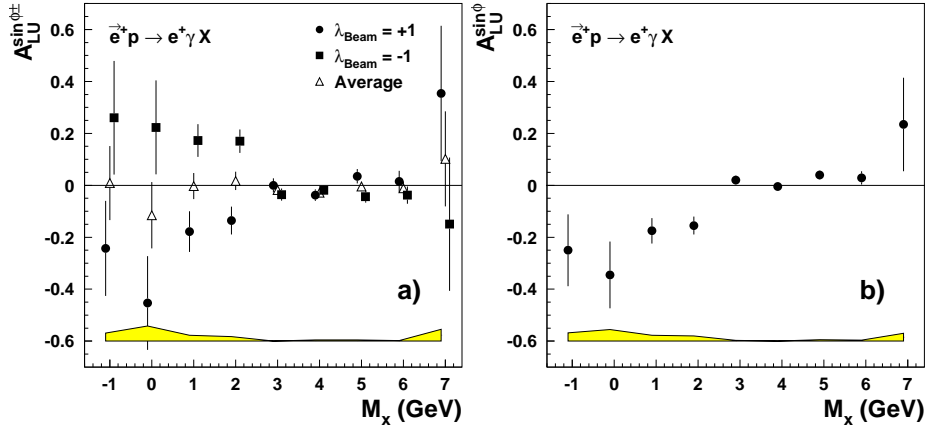 A_LU^sin ϕ±
e⃗⁺p → e⁺γ X
● λ_Beam = +1
■ λ_Beam = -1
△ Average
0.6
0.4
0.2
0
-0.2
-0.4
-0.6
a)
-1 0 1 2 3 4 5 6 7
M_x (GeV)
A_LU^sin ϕ
e⃗⁺p → e⁺γ X
0.6
0.4
0.2
0
-0.2
-0.4
-0.6
b)
-1 0 1 2 3 4 5 6 7
M_x (GeV)